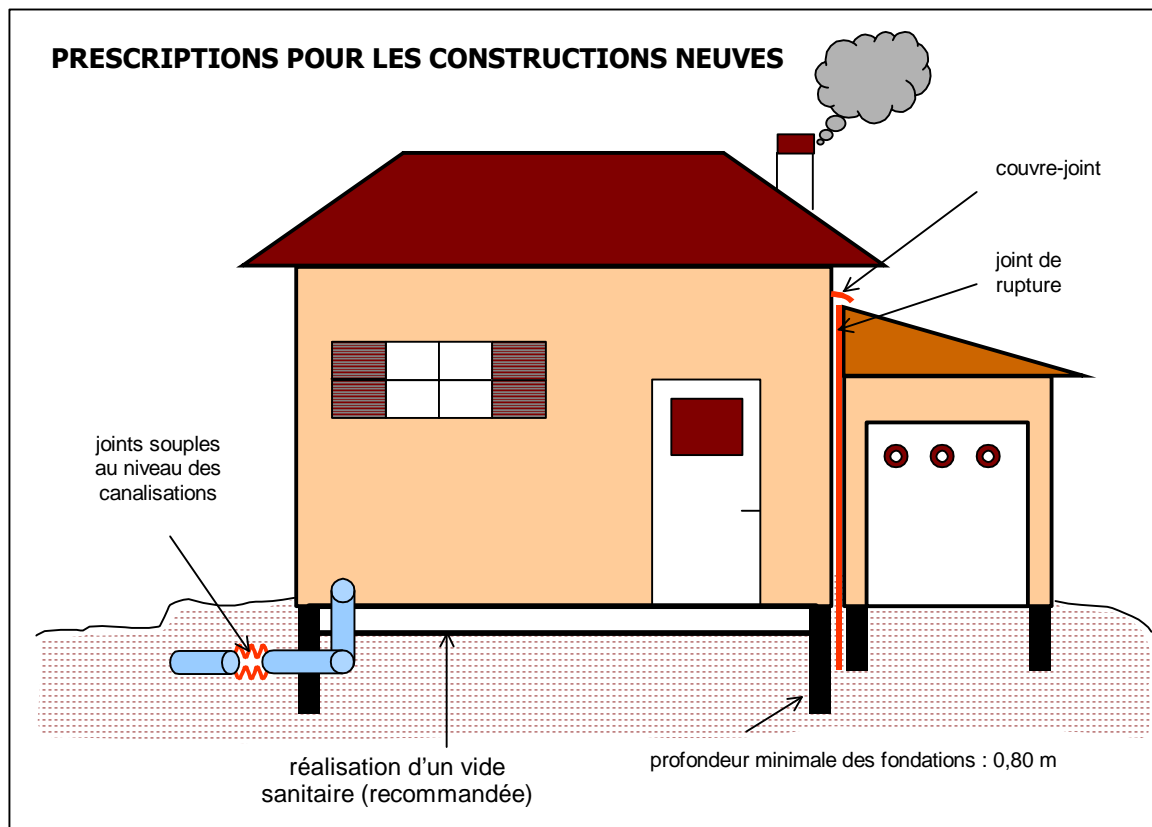 PRESCRIPTIONS POUR LES CONSTRUCTIONS NEUVES
couvre-joint
joint de
rupture
joints souples
au niveau des
canalisations
réalisation d'un vide
sanitaire (recommandée)
profondeur minimale des fondations : 0,80 m